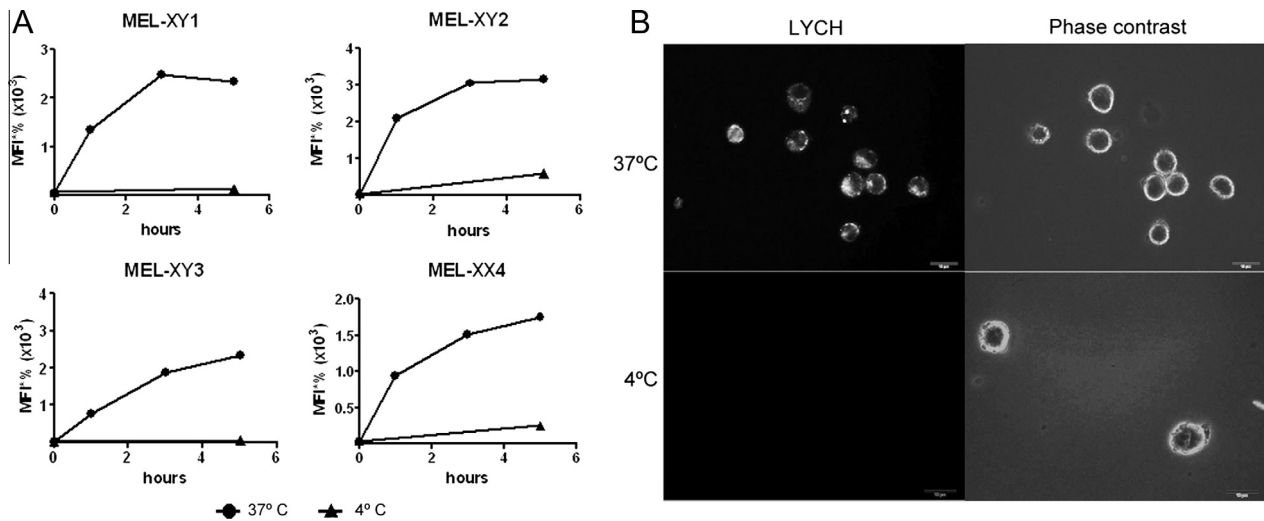 A
MEL-XY1
MFI*% (x10³)
3
2
1
0
2
4
6
hours
MEL-XY2
MFI*% (x10³)
4
3
2
1
0
2
4
6
hours
MEL-XY3
MFI*% (x10³)
4
3
2
1
0
2
4
6
hours
MEL-XX4
MFI*% (x10³)
2.0
1.5
1.0
0.5
0
2
4
6
hours
37º C
4º C
B
LYCH
Phase contrast
37ºC
4ºC